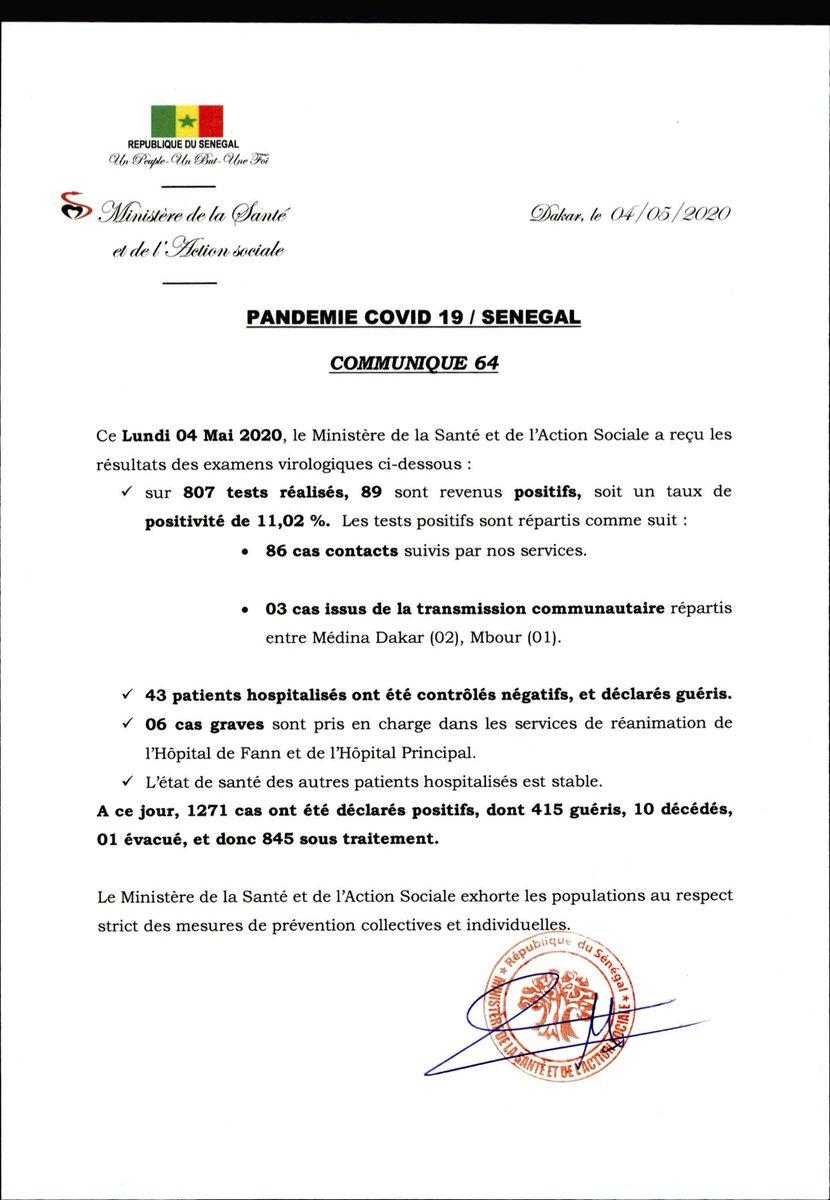 REPUBLIQUE DU SENEGAL
Un Peuple-Un But-Une Foi
Ministère de la Santé
et de l'Action sociale
Dakar, le 04/05/2020
PANDEMIE COVID 19 / SENEGAL
COMMUNIQUE 64
Ce Lundi 04 Mai 2020, le Ministère de la Santé et de l'Action Sociale a reçu les
résultats des examens virologiques ci-dessous :
✓ sur 807 tests réalisés, 89 sont revenus positifs, soit un taux de
positivité de 11,02 %. Les tests positifs sont répartis comme suit :
• 86 cas contacts suivis par nos services.
• 03 cas issus de la transmission communautaire répartis
entre Médina Dakar (02), Mbour (01).
✓ 43 patients hospitalisés ont été contrôlés négatifs, et déclarés guéris.
✓ 06 cas graves sont pris en charge dans les services de réanimation de
l'Hôpital de Fann et de l'Hôpital Principal.
✓ L'état de santé des autres patients hospitalisés est stable.
A ce jour, 1271 cas ont été déclarés positifs, dont 415 guéris, 10 décédés,
01 évacué, et donc 845 sous traitement.
Le Ministère de la Santé et de l'Action Sociale exhorte les populations au respect
strict des mesures de prévention collectives et individuelles.
République du Sénégal
MINISTÈRE DE LA SANTÉ ET DE L'ACTION SOCIALE